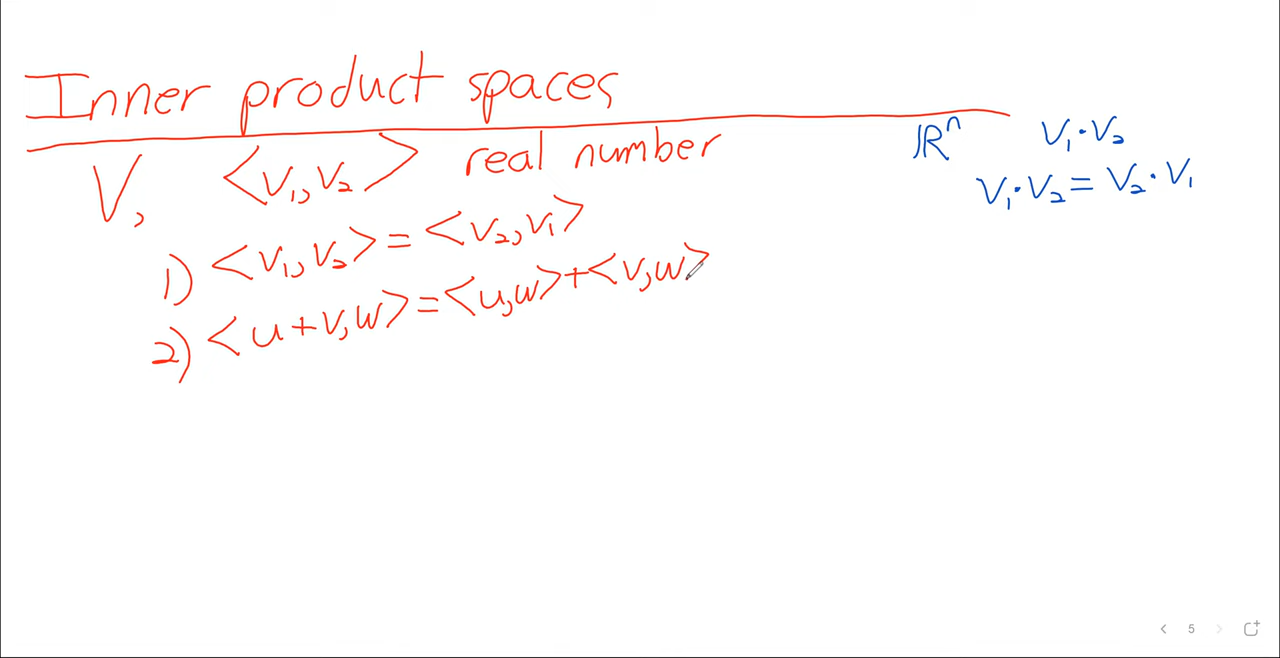 Inner product spaces
V, <v₁, v₂> real number
ℝⁿ v₁ · v₂
v₁ · v₂ = v₂ · v₁
1) <v₁, v₂> = <v₂, v₁>
2) <u + v, w> = <u, w> + <v, w>
< 5 >